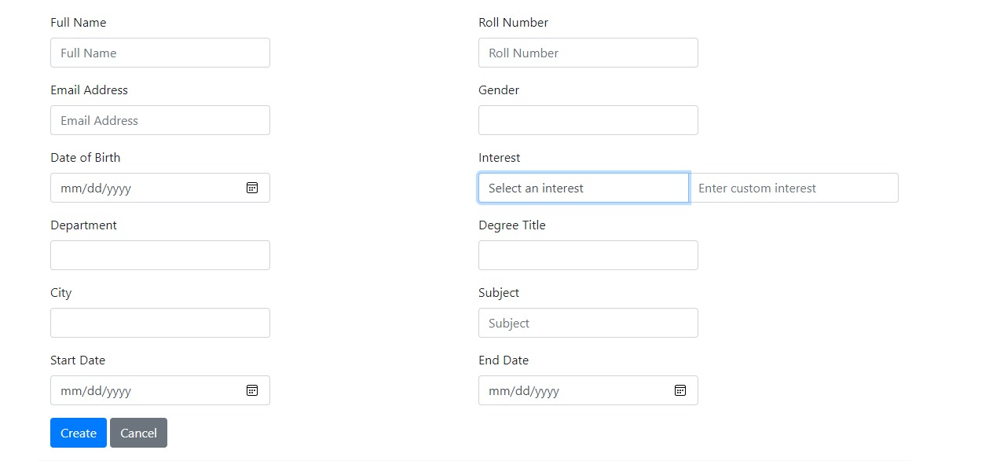 Full Name
Roll Number
Full Name
Roll Number
Email Address
Gender
Email Address
Date of Birth
Interest
mm/dd/yyyy
Select an interest
Enter custom interest
Department
Degree Title
City
Subject
Subject
Start Date
End Date
mm/dd/yyyy
mm/dd/yyyy
Create
Cancel